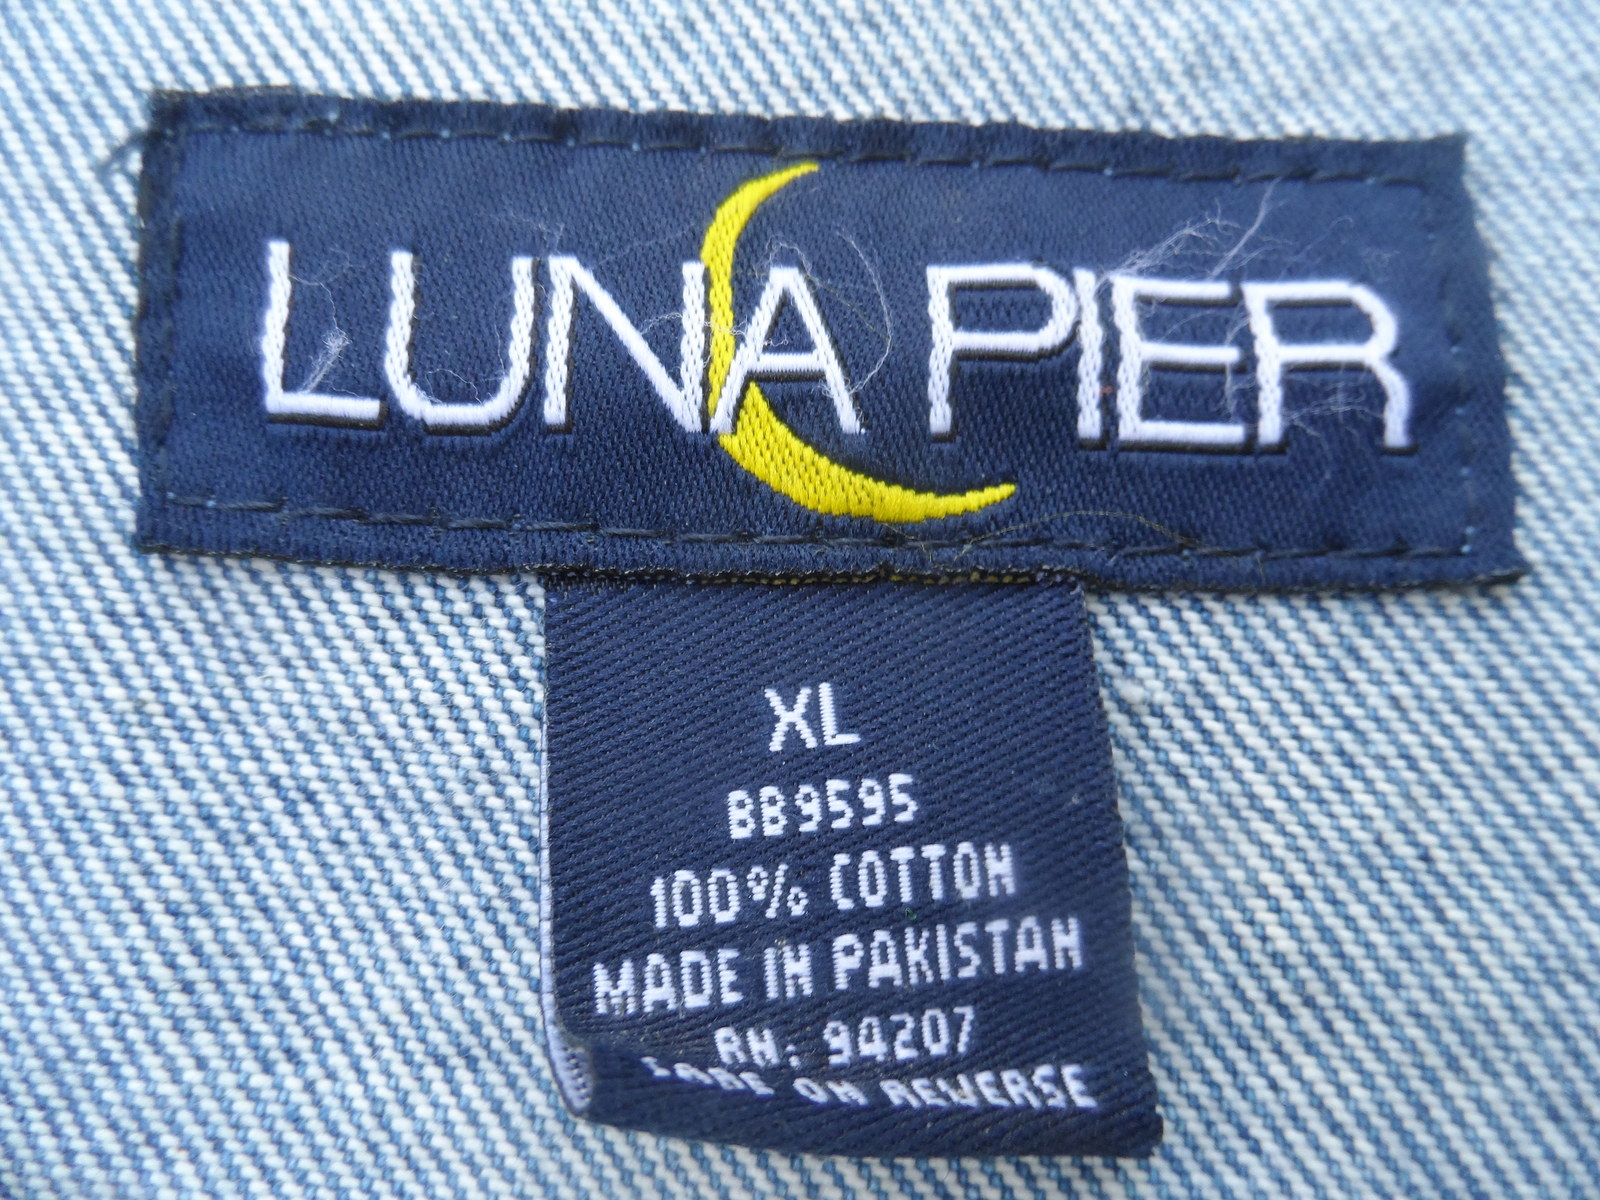 LUNA PIER
XL
BB9595
100% COTTON
MADE IN PAKISTAN
RN: 94207
CARE ON REVERSE